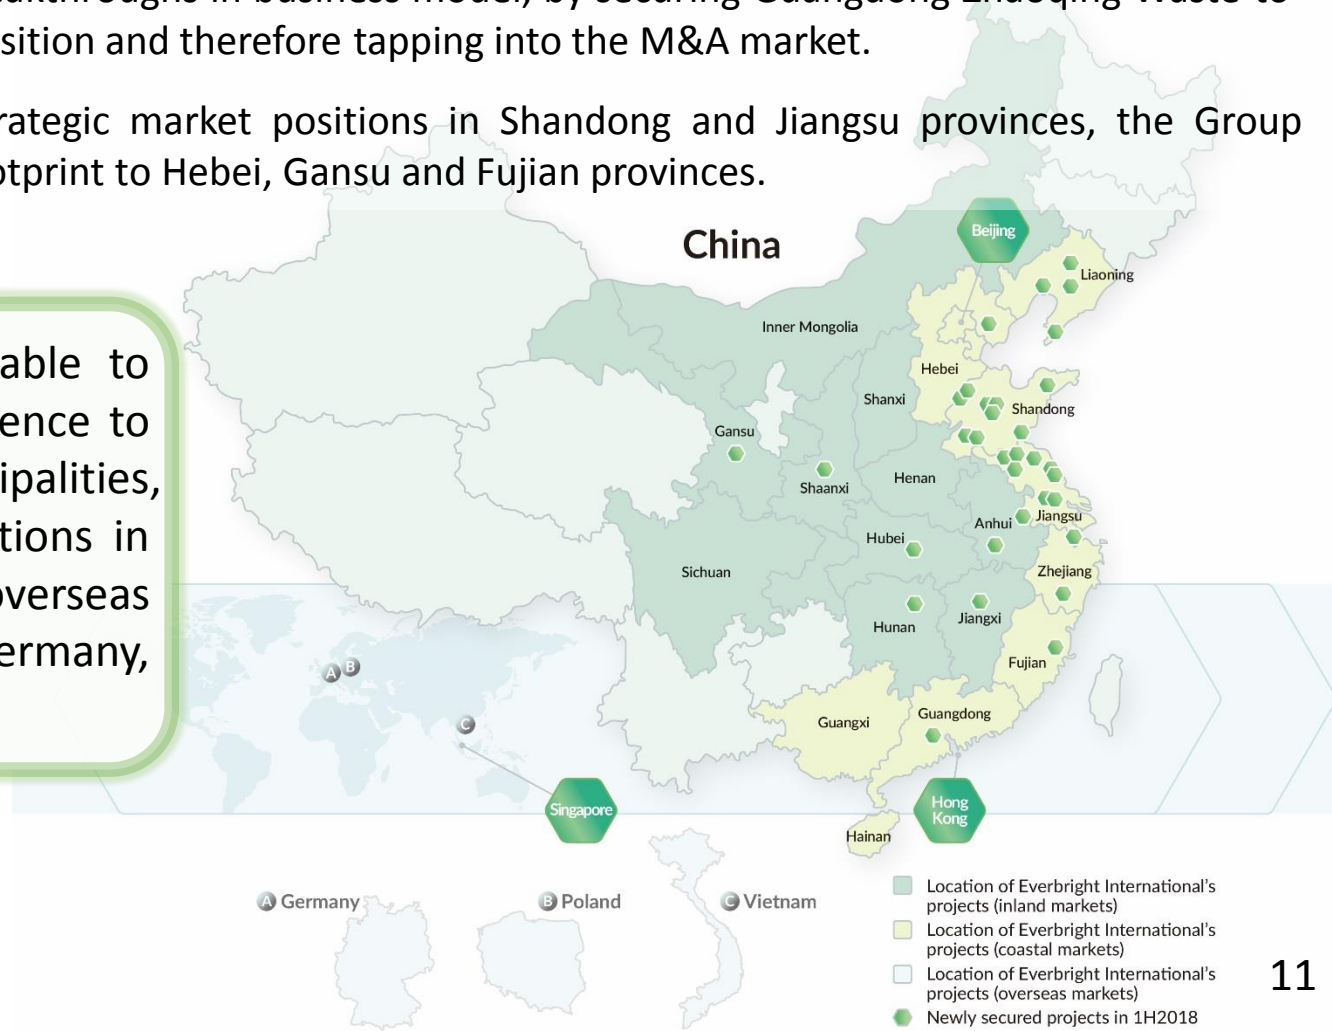 sition and therefore tapping into the M&A market.
rategic market positions in Shandong and Jiangsu provinces, the Group
otprint to Hebei, Gansu and Fujian provinces.
China
Beijing
Liaoning
Inner Mongolia
Hebei
Shanxi
Shandong
Gansu
Shaanxi
Henan
Jiangsu
Anhui
Hubei
Sichuan
Zhejiang
Hunan
Jiangxi
Fujian
Guangxi
Guangdong
able to
ence to
ipalities,
tions in
overseas
ermany,
A
B
C
Singapore
Hong
Kong
Hainan
A Germany
B Poland
C Vietnam
Location of Everbright International's
projects (inland markets)
Location of Everbright International's
projects (coastal markets)
Location of Everbright International's
projects (overseas markets)
Newly secured projects in 1H2018
11